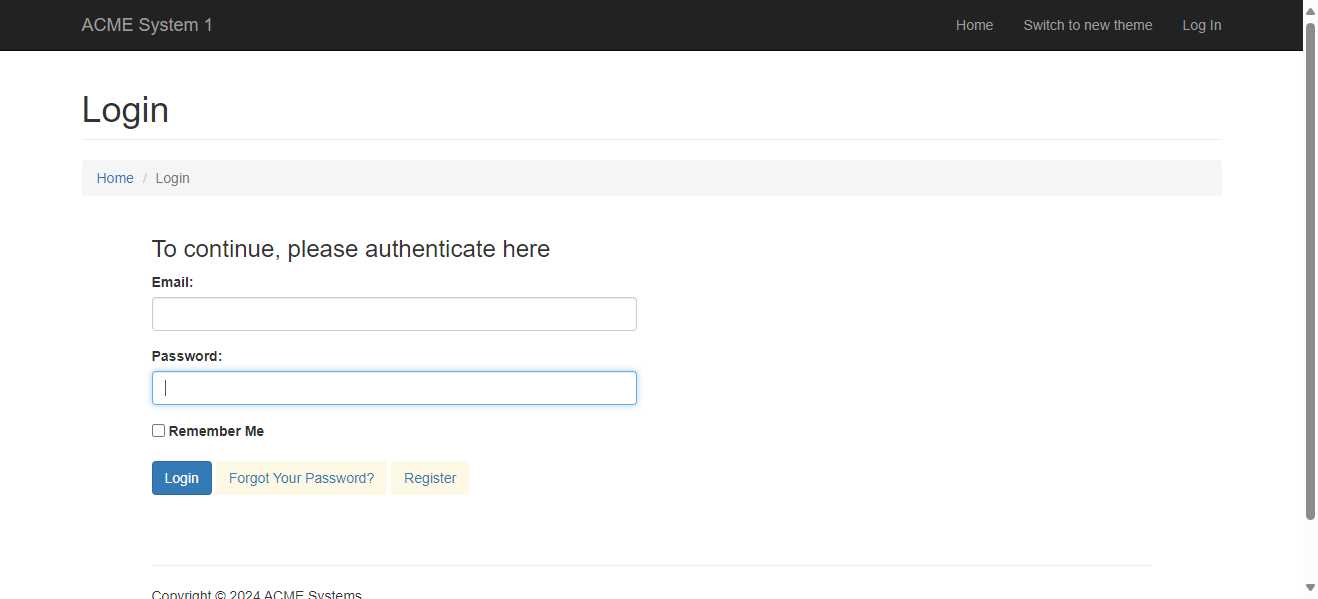 ACME System 1 Home Switch to new theme Log In
Login
Home / Login
To continue, please authenticate here
Email:
Password:
Remember Me
Login Forgot Your Password? Register
Copyright © 2024 ACME Systems